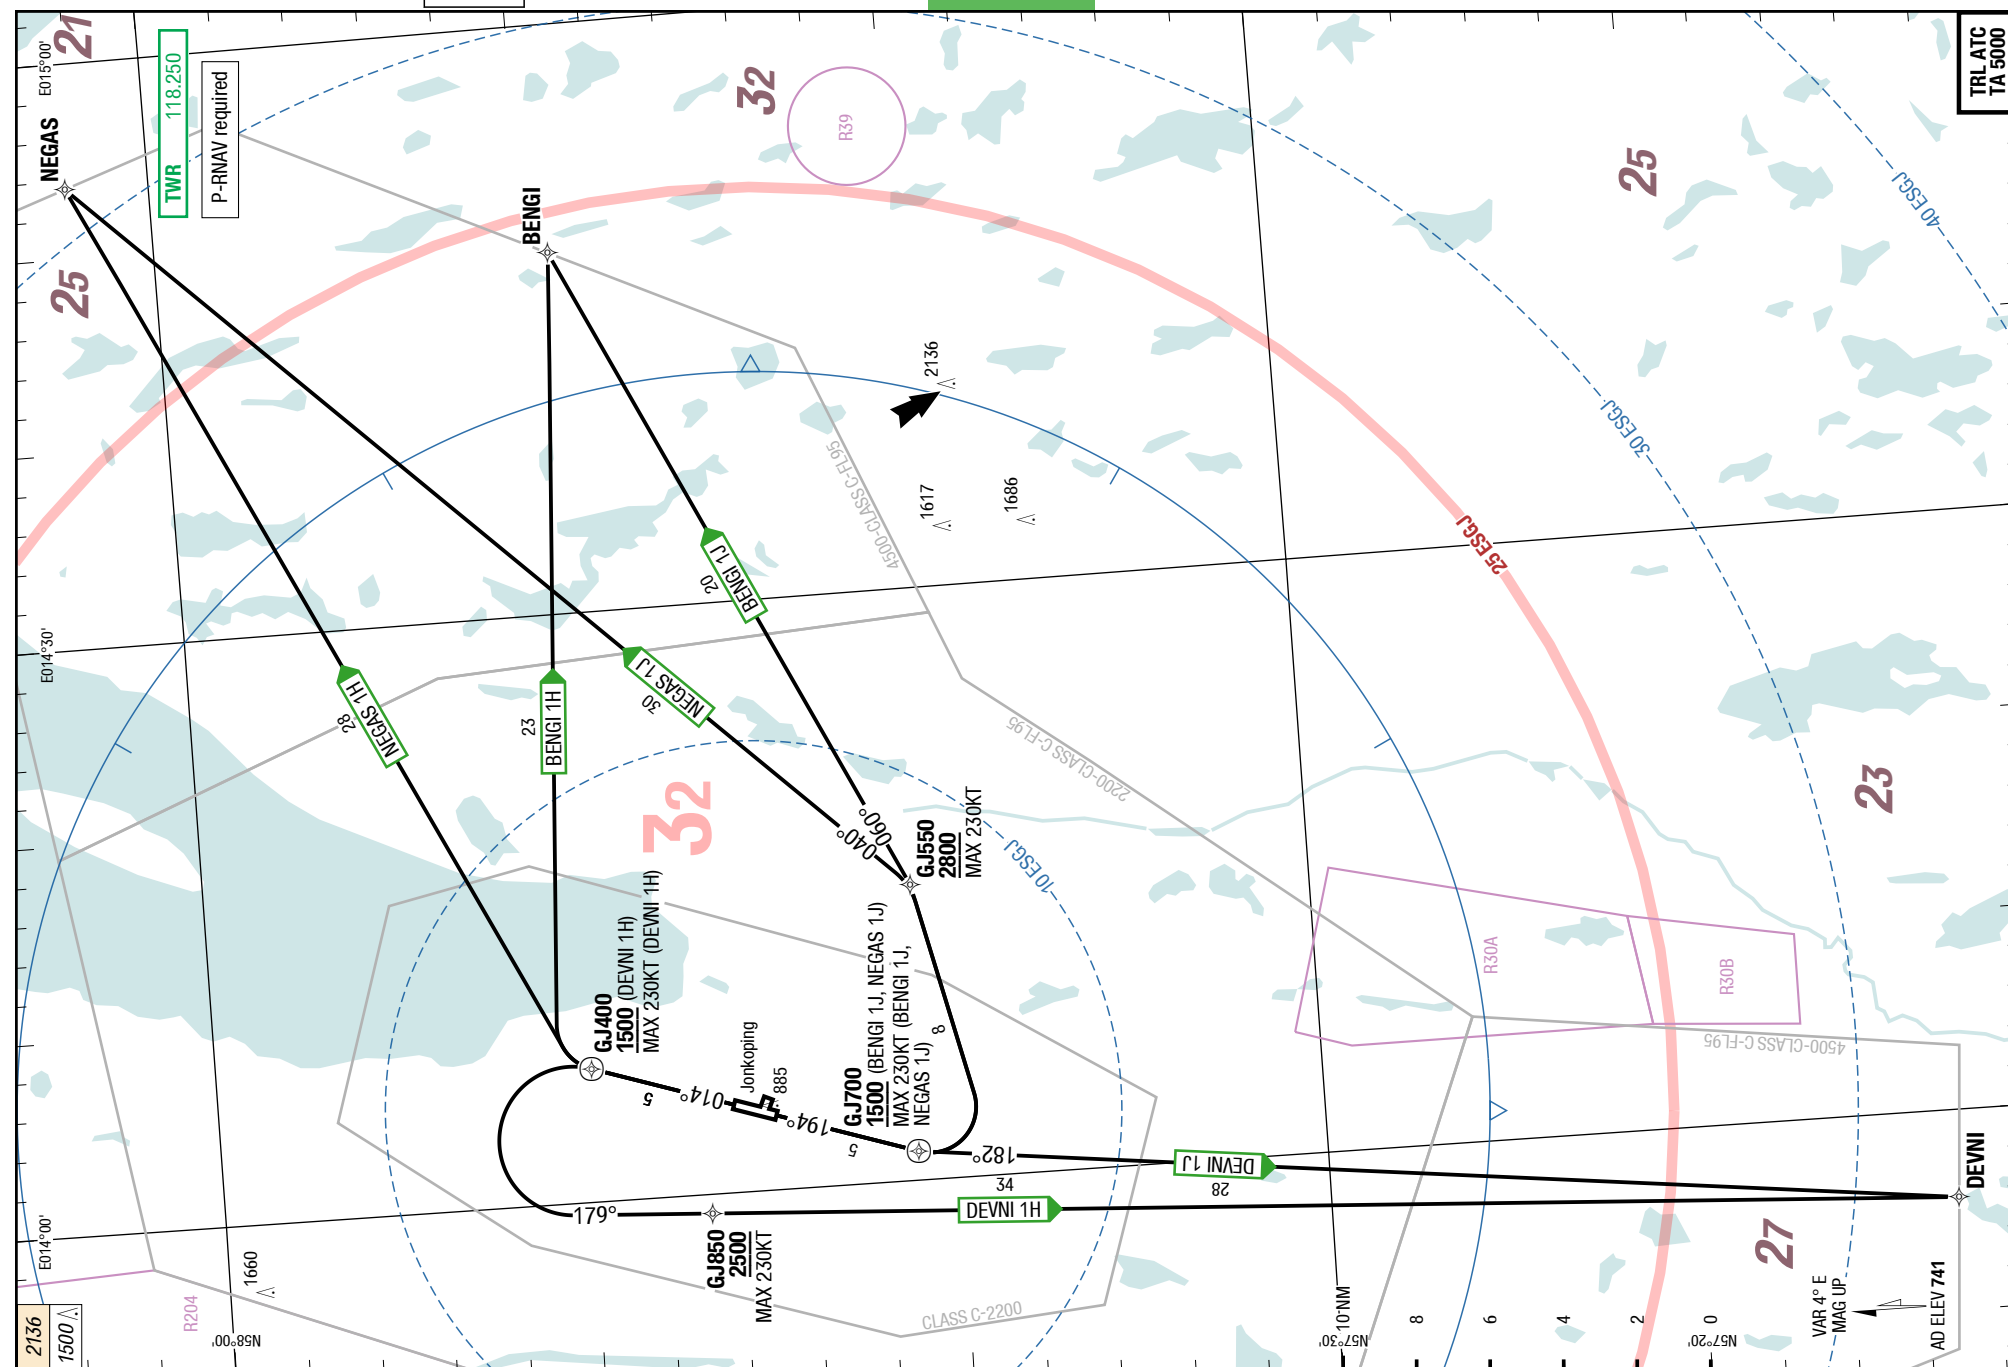 21
E015°00'
NEGAS
TWR 118.250
P-RNAV required
32
R39
TRL ATC
TA 5000
25
BENGI
25
40 ESGJ
2136
30 ESGJ
4500-CLASS C-FL95
1617
1686
25 ESGJ
BENGI 1J
20
E014°30'
NEGAS 1H
28
BENGI 1H
23
NEGAS 1J
30
2200-CLASS C-FL95
32
23
060°
040°
GJ550
2800
MAX 230KT
10 ESGJ
GJ400
1500 (DEVNI 1H)
MAX 230KT (DEVNI 1H)
R30A
R30B
8
4500-CLASS C-FL95
5
014°
Jonkoping
885
194°
5
GJ700
1500 (BENGI 1J, NEGAS 1J)
MAX 230KT (BENGI 1J,
NEGAS 1J)
182°
DEVNI 1J
28
34
DEVNI 1H
DEVNI
176°
GJ850
2500
MAX 230KT
E014°00'
1660
R204
CLASS C-2200
27
VAR 4° E
MAG UP
AD ELEV 741
2136
1500
N58°00'
N57°30'
10 NM
8
6
4
2
0
N57°20'